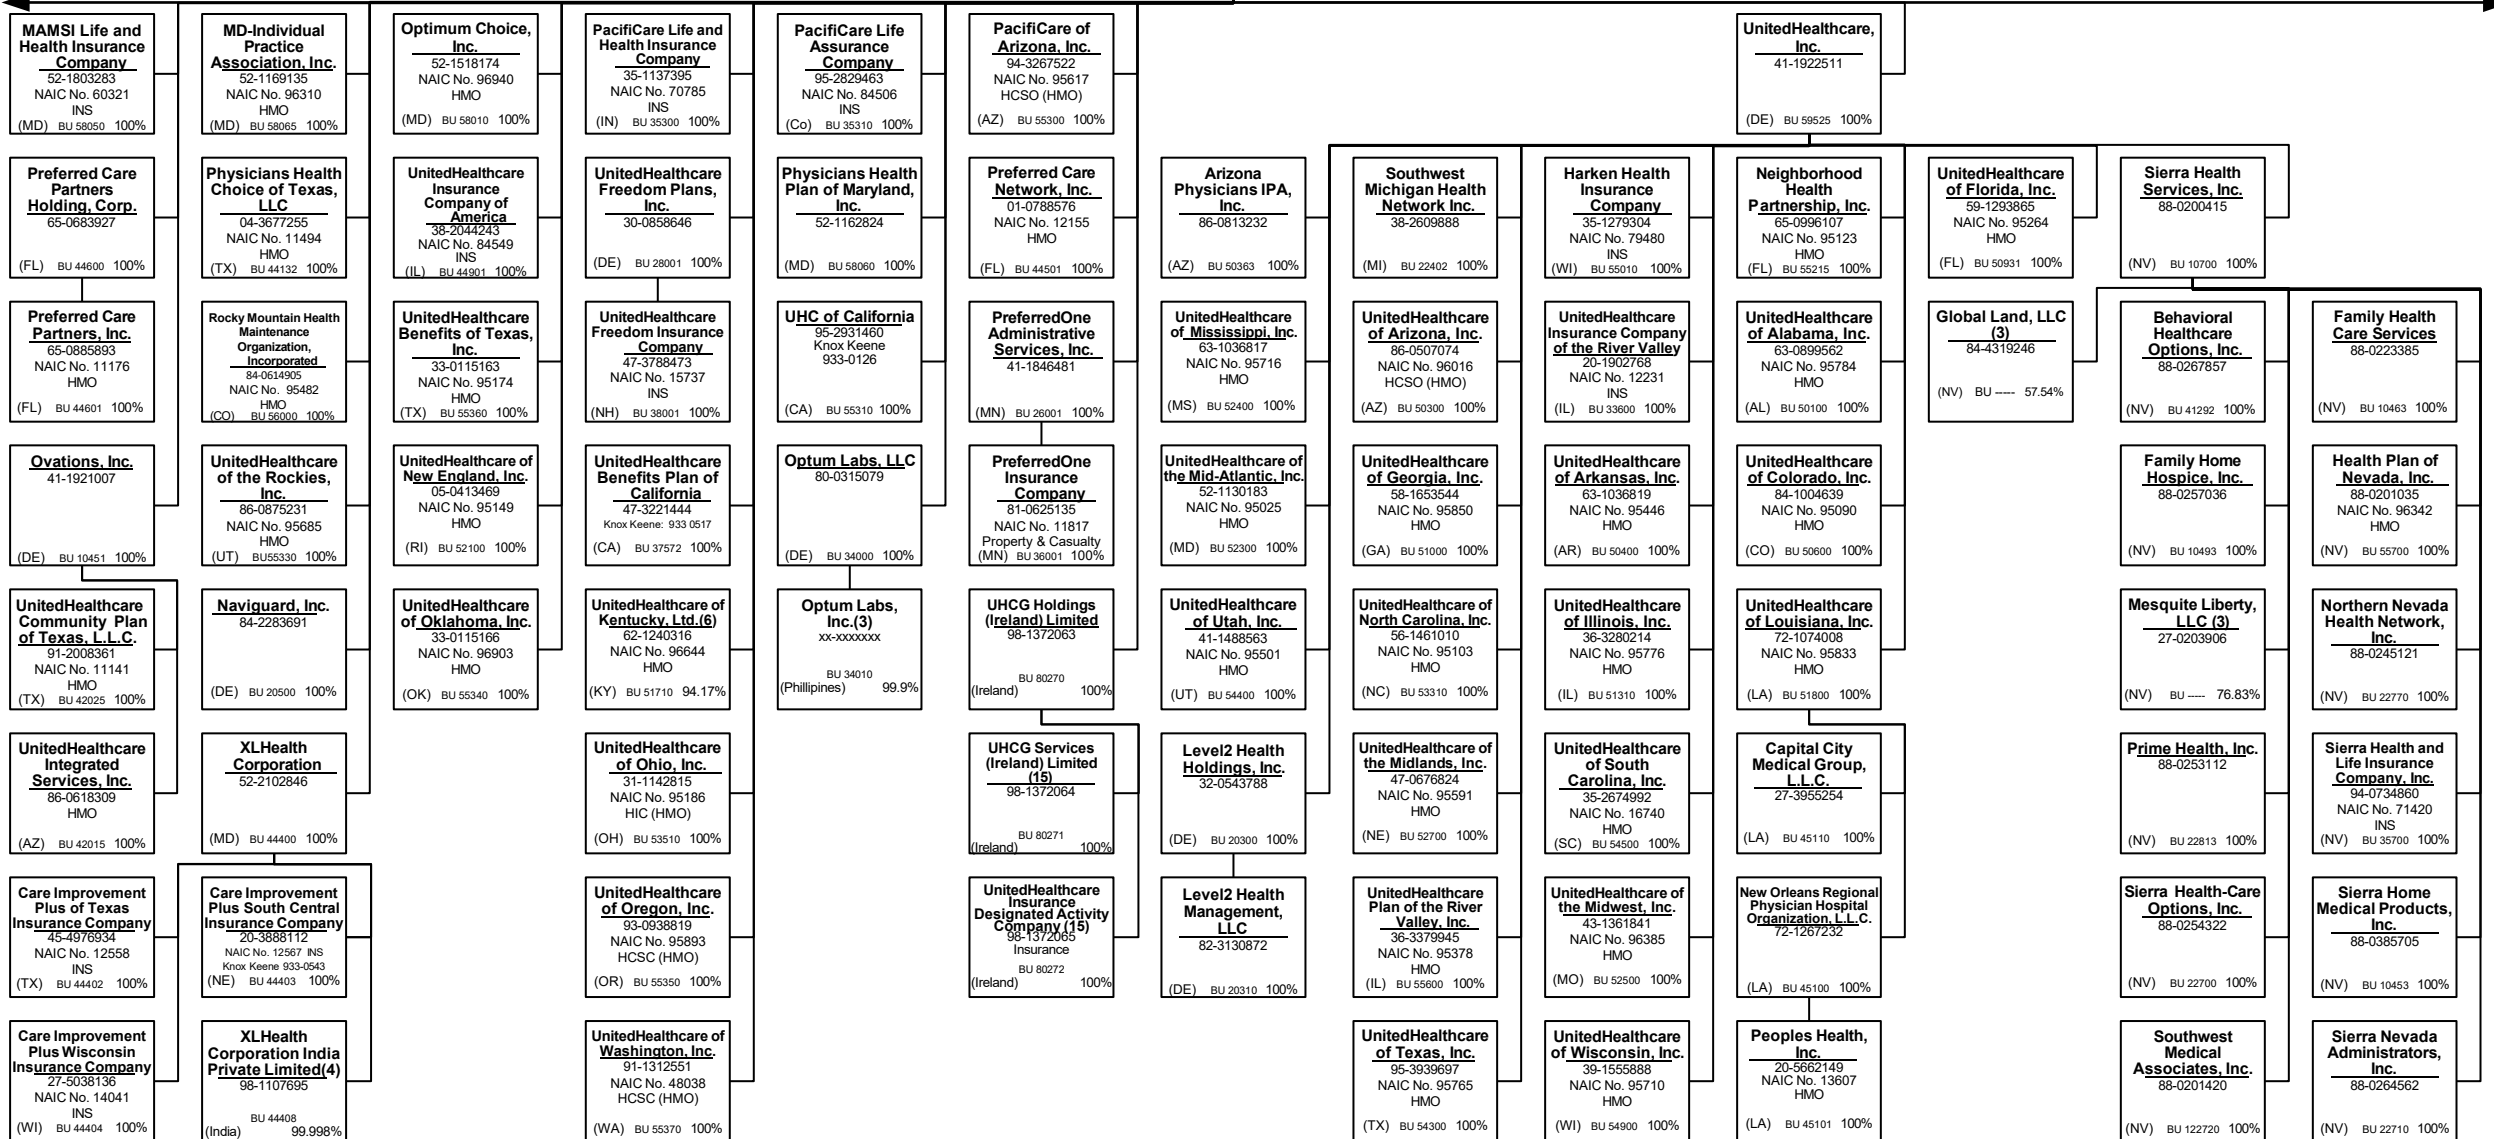 MAMSI Life and
Health Insurance
Company
52-1803283
NAIC No. 60321
INS
(MD) BU 58050 100%
MD-Individual
Practice
Association, Inc.
52-1169135
NAIC No. 96310
HMO
(MD) BU 58065 100%
Optimum Choice,
Inc.
52-1518174
NAIC No. 96940
HMO
(MD) BU 58010 100%
PacifiCare Life and
Health Insurance
Company
35-1137395
NAIC No. 70785
INS
(IN) BU 35300 100%
PacifiCare Life
Assurance
Company
95-2829463
NAIC No. 84506
INS
(Co) BU 35310 100%
PacifiCare of
Arizona, Inc.
94-3267522
NAIC No. 95617
HCSO (HMO)
(AZ) BU 55300 100%
UnitedHealthcare,
Inc.
41-1922511
(DE) BU 59525 100%
Preferred Care
Partners
Holding, Corp.
65-0683927
(FL) BU 44600 100%
Physicians Health
Choice of Texas,
LLC
04-3677255
NAIC No. 11494
HMO
(TX) BU 44132 100%
UnitedHealthcare
Insurance
Company of
America
38-2044243
NAIC No. 84549
INS
(IL) BU 44901 100%
UnitedHealthcare
Freedom Plans,
Inc.
30-0858646
(DE) BU 28001 100%
Physicians Health
Plan of Maryland,
Inc.
52-1162824
(MD) BU 58060 100%
Preferred Care
Network, Inc.
01-0788576
NAIC No. 12155
HMO
(FL) BU 44501 100%
Arizona
Physicians IPA,
Inc.
86-0813232
(AZ) BU 50363 100%
Southwest
Michigan Health
Network Inc.
38-2609888
(MI) BU 22402 100%
Harken Health
Insurance
Company
35-1279304
NAIC No. 79480
INS
(WI) BU 55010 100%
Neighborhood
Health
Partnership, Inc.
65-0996107
NAIC No. 95123
HMO
(FL) BU 55215 100%
UnitedHealthcare
of Florida, Inc.
59-1293865
NAIC No. 95264
HMO
(FL) BU 50931 100%
Sierra Health
Services, Inc.
88-0200415
(NV) BU 10700 100%
Preferred Care
Partners, Inc.
65-0885893
NAIC No. 11176
HMO
(FL) BU 44601 100%
Rocky Mountain Health
Maintenance
Organization,
Incorporated
84-0614905
NAIC No. 95482
HMO
(CO) BU 56000 100%
UnitedHealthcare
Benefits of Texas,
Inc.
33-0115163
NAIC No. 95174
HMO
(TX) BU 55360 100%
UnitedHealthcare
Freedom Insurance
Company
47-3788473
NAIC No. 15737
INS
(NH) BU 38001 100%
UHC of California
95-2931460
Knox Keene
933-0126
(CA) BU 55310 100%
PreferredOne
Administrative
Services, Inc.
41-1846481
(MN) BU 26001 100%
UnitedHealthcare
of Mississippi, Inc.
63-1036817
NAIC No. 95716
HMO
(MS) BU 52400 100%
UnitedHealthcare
of Arizona, Inc.
86-0507074
NAIC No. 96016
HCSO (HMO)
(AZ) BU 50300 100%
UnitedHealthcare
Insurance Company
of the River Valley
20-1902768
NAIC No. 12231
INS
(IL) BU 33600 100%
UnitedHealthcare
of Alabama, Inc.
63-0899562
NAIC No. 95784
HMO
(AL) BU 50100 100%
Global Land, LLC
(3)
84-4319246
(NV) BU ----- 57.54%
Behavioral
Healthcare
Options, Inc.
88-0267857
(NV) BU 41292 100%
Family Health
Care Services
88-0223385
(NV) BU 10463 100%
Ovations, Inc.
41-1921007
(DE) BU 10451 100%
UnitedHealthcare
of the Rockies,
Inc.
86-0875231
NAIC No. 95685
HMO
(UT) BU55330 100%
UnitedHealthcare of
New England, Inc.
05-0413469
NAIC No. 95149
HMO
(RI) BU 52100 100%
UnitedHealthcare
Benefits Plan of
California
47-3221444
Knox Keene: 933 0517
(CA) BU 37572 100%
Optum Labs, LLC
80-0315079
(DE) BU 34000 100%
PreferredOne
Insurance
Company
81-0625135
NAIC No. 11817
Property & Casualty
(MN) BU 36001 100%
UnitedHealthcare of
the Mid-Atlantic, Inc.
52-1130183
NAIC No. 95025
HMO
(MD) BU 52300 100%
UnitedHealthcare
of Georgia, Inc.
58-1653544
NAIC No. 95850
HMO
(GA) BU 51000 100%
UnitedHealthcare
of Arkansas, Inc.
63-1036819
NAIC No. 95446
HMO
(AR) BU 50400 100%
UnitedHealthcare
of Colorado, Inc.
84-1004639
NAIC No. 95090
HMO
(CO) BU 50600 100%
Family Home
Hospice, Inc.
88-0257036
(NV) BU 10493 100%
Health Plan of
Nevada, Inc.
88-0201035
NAIC No. 96342
HMO
(NV) BU 55700 100%
UnitedHealthcare
Community Plan
of Texas, L.L.C.
91-2008361
NAIC No. 11141
HMO
(TX) BU 42025 100%
Naviguard, Inc.
84-2283691
(DE) BU 20500 100%
UnitedHealthcare
of Oklahoma, Inc.
33-0115166
NAIC No. 96903
HMO
(OK) BU 55340 100%
UnitedHealthcare of
Kentucky, Ltd.(6)
62-1240316
NAIC No. 96644
HMO
(KY) BU 51710 94.17%
Optum Labs,
Inc.(3)
xx-xxxxxxx
BU 34010
(Phillipines) 99.9%
UHCG Holdings
(Ireland) Limited
98-1372063
BU 80270
(Ireland) 100%
UnitedHealthcare
of Utah, Inc.
41-1488563
NAIC No. 95501
HMO
(UT) BU 54400 100%
UnitedHealthcare of
North Carolina, Inc.
56-1461010
NAIC No. 95103
HMO
(NC) BU 53310 100%
UnitedHealthcare
of Illinois, Inc.
36-3280214
NAIC No. 95776
HMO
(IL) BU 51310 100%
UnitedHealthcare
of Louisiana, Inc.
72-1074008
NAIC No. 95833
HMO
(LA) BU 51800 100%
Mesquite Liberty,
LLC (3)
27-0203906
(NV) BU ----- 76.83%
Northern Nevada
Health Network,
Inc.
88-0245121
(NV) BU 22770 100%
UnitedHealthcare
Integrated
Services, Inc.
86-0618309
HMO
(AZ) BU 42015 100%
XLHealth
Corporation
52-2102846
(MD) BU 44400 100%
UnitedHealthcare
of Ohio, Inc.
31-1142815
NAIC No. 95186
HIC (HMO)
(OH) BU 53510 100%
UHCG Services
(Ireland) Limited
(15)
98-1372064
BU 80271
(Ireland) 100%
Level2 Health
Holdings, Inc.
32-0543788
(DE) BU 20300 100%
UnitedHealthcare of
the Midlands, Inc.
47-0676824
NAIC No. 95591
HMO
(NE) BU 52700 100%
UnitedHealthcare
of South
Carolina, Inc.
35-2674992
NAIC No. 16740
HMO
(SC) BU 54500 100%
Capital City
Medical Group,
L.L.C.
27-3955254
(LA) BU 45110 100%
Prime Health, Inc.
88-0253112
(NV) BU 22813 100%
Sierra Health and
Life Insurance
Company, Inc.
94-0734860
NAIC No. 71420
INS
(NV) BU 35700 100%
Care Improvement
Plus of Texas
Insurance Company
45-4976934
NAIC No. 12558
INS
(TX) BU 44402 100%
Care Improvement
Plus South Central
Insurance Company
20-3888112
NAIC No. 12567 INS
Knox Keene 933-0543
(NE) BU 44403 100%
UnitedHealthcare
of Oregon, Inc.
93-0938819
NAIC No. 95893
HCSC (HMO)
(OR) BU 55350 100%
UnitedHealthcare
Insurance
Designated Activity
Company (15)
98-1372065
Insurance
BU 80272
(Ireland) 100%
Level2 Health
Management,
LLC
82-3130872
(DE) BU 20310 100%
UnitedHealthcare
Plan of the River
Valley, Inc.
36-3379945
NAIC No. 95378
HMO
(IL) BU 55600 100%
UnitedHealthcare of
the Midwest, Inc.
43-1361841
NAIC No. 96385
HMO
(MO) BU 52500 100%
New Orleans Regional
Physician Hospital
Organization, L.L.C.
72-1267232
(LA) BU 45100 100%
Sierra Health-Care
Options, Inc.
88-0254322
(NV) BU 22700 100%
Sierra Home
Medical Products,
Inc.
88-0385705
(NV) BU 10453 100%
Care Improvement
Plus Wisconsin
Insurance Company
27-5038136
NAIC No. 14041
INS
(WI) BU 44404 100%
XLHealth
Corporation India
Private Limited(4)
98-1107695
BU 44408
(India) 99.998%
UnitedHealthcare of
Washington, Inc.
91-1312551
NAIC No. 48038
HCSC (HMO)
(WA) BU 55370 100%
UnitedHealthcare
of Texas, Inc.
95-3939697
NAIC No. 95765
HMO
(TX) BU 54300 100%
UnitedHealthcare
of Wisconsin, Inc.
39-1555888
NAIC No. 95710
HMO
(WI) BU 54900 100%
Peoples Health,
Inc.
20-5662149
NAIC No. 13607
HMO
(LA) BU 45101 100%
Southwest
Medical
Associates, Inc.
88-0201420
(NV) BU 122720 100%
Sierra Nevada
Administrators,
Inc.
88-0264562
(NV) BU 22710 100%